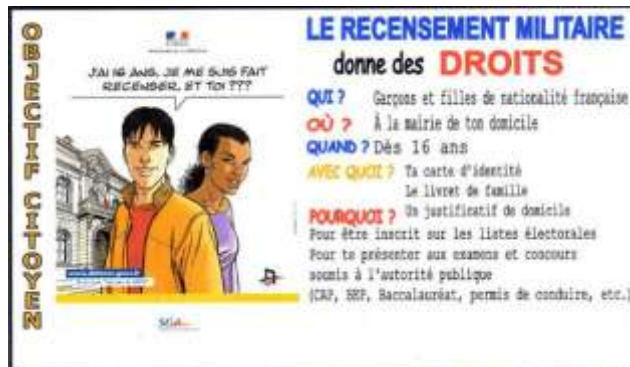 OBJECTIF CITOYEN
J'AI 16 ANS, JE ME SUIS FAIT
RECENSER, ET TOI ???
LE RECENSEMENT MILITAIRE
donne des DROITS
QUI ? Garçons et filles de nationalité française
OÙ ? À la mairie de ton domicile
QUAND ? Dès 16 ans
AVEC QUOI ? Ta carte d'identité
Le livret de famille
Un justificatif de domicile
POURQUOI ?
Pour être inscrit sur les listes électorales
Pour te présenter aux examens et concours
soumis à l'autorité publique
(CAP, BEP, Baccalauréat, permis de conduire, etc.)